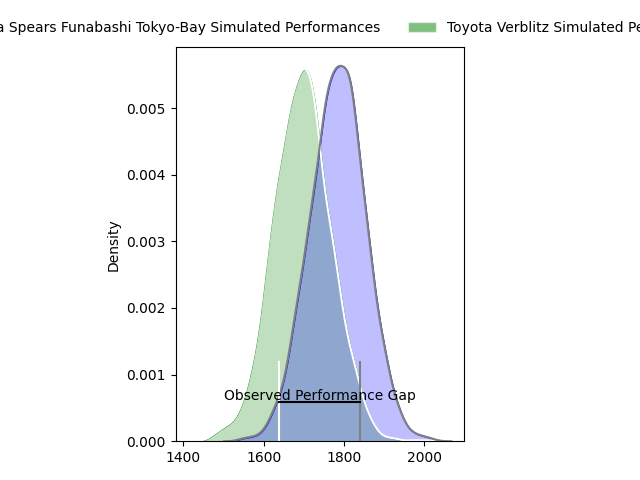 Spears Funabashi Tokyo-Bay Simulated Performances
Toyota Verblitz Simulated
Density
0.005
0.004
0.003
0.002
0.001
0.000
Observed Performance Gap
1400 1600 1800 2000